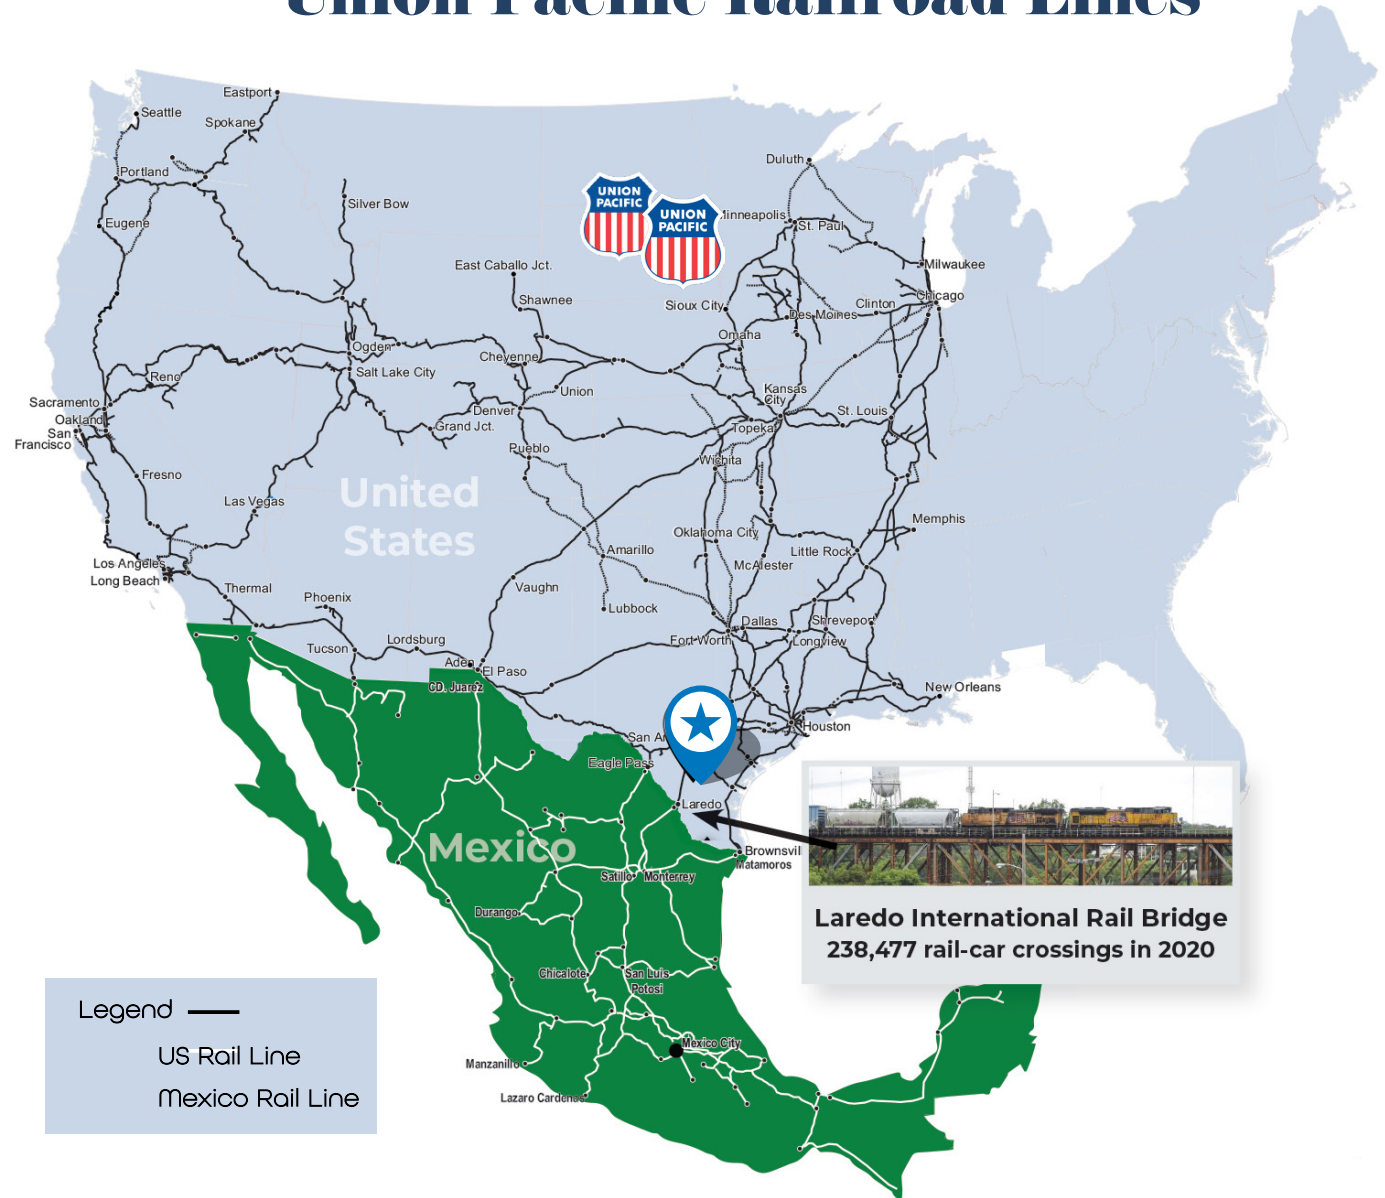 Union Pacific Railroad Lines
Eastport
Seattle
Spokane
Portland
Eugene
Silver Bow
UNION
PACIFIC
UNION
PACIFIC
Duluth
Minneapolis
St. Paul
East Caballo Jct.
Shawnee
Sioux City
Milwaukee
Chicago
Clinton
Des Moines
Omaha
Ogden
Cheyenne
Salt Lake City
Reno
Union
Sacramento
Oakland
San
Francisco
Denver
Grand Jct.
Kansas
City
St. Louis
Topeka
Pueblo
Wichita
Fresno
Las Vegas
United
States
Memphis
Oklahoma City
Amarillo
Little Rock
McAlester
Los Angeles
Long Beach
Thermal
Phoenix
Vaughn
Lubbock
Dallas
Shreveport
Fort Worth
Longview
Tucson
Lordsburg
Aden
El Paso
CD. Juarez
New Orleans
Houston
San A
Eagle Pass
Laredo
Mexico
Brownsvil
Matamoros
Satillo
Monterrey
Durango
Laredo International Rail Bridge
238,477 rail-car crossings in 2020
Chicalote
San Luis
Potosi
Mexico City
Manzanillo
Lazaro Cardenas
Legend
US Rail Line
Mexico Rail Line